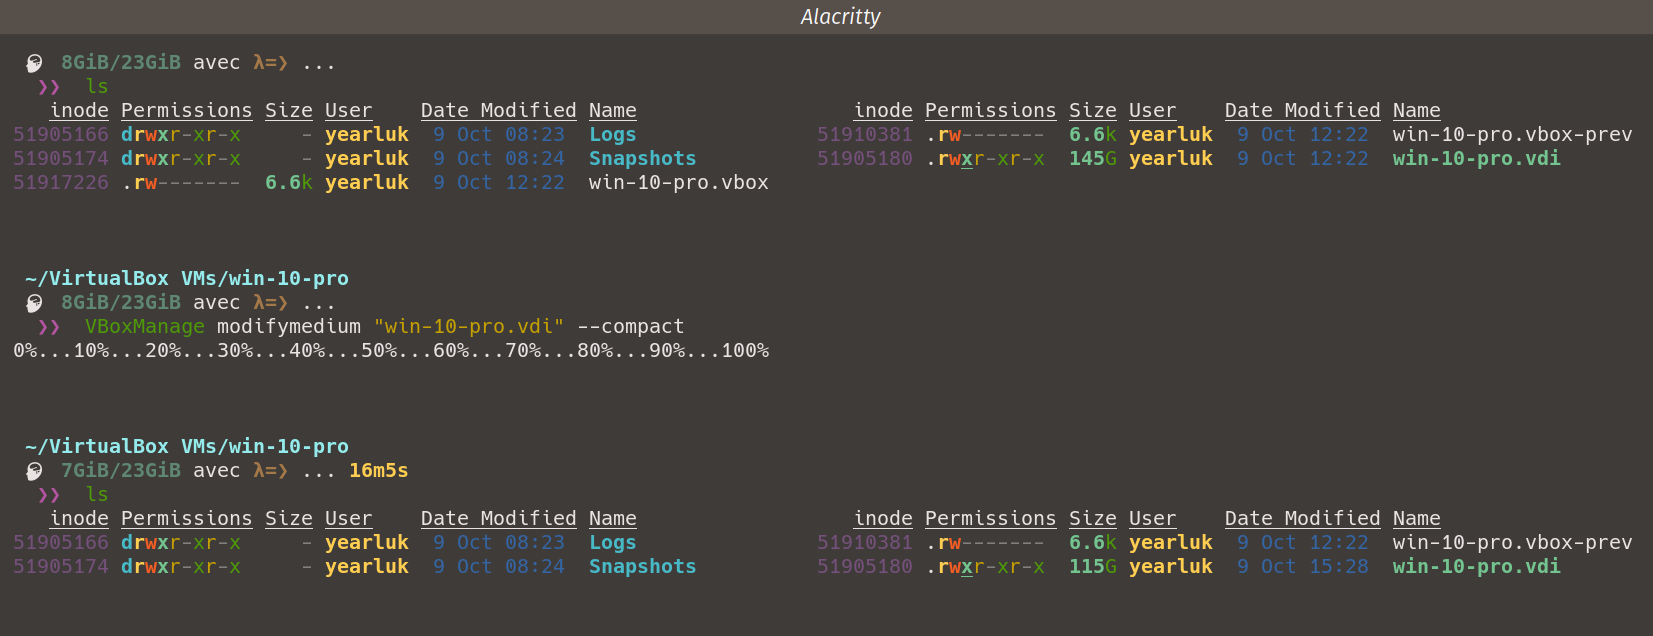 Alacritty
8GiB/23GiB avec λ=❯ ...
❯❯ ls
inode Permissions Size User Date Modified Name inode Permissions Size User Date Modified Name
51905166 drwxr-xr-x - yearluk 9 Oct 08:23 Logs 51910381 .rw------- 6.6k yearluk 9 Oct 12:22 win-10-pro.vbox-prev
51905174 drwxr-xr-x - yearluk 9 Oct 08:24 Snapshots 51905180 .rwxr-xr-x 145G yearluk 9 Oct 12:22 win-10-pro.vdi
51917226 .rw------- 6.6k yearluk 9 Oct 12:22 win-10-pro.vbox
~/VirtualBox VMs/win-10-pro
8GiB/23GiB avec λ=❯ ...
❯❯ VBoxManage modifymedium "win-10-pro.vdi" --compact
0%...10%...20%...30%...40%...50%...60%...70%...80%...90%...100%
~/VirtualBox VMs/win-10-pro
7GiB/23GiB avec λ=❯ ... 16m5s
❯❯ ls
inode Permissions Size User Date Modified Name inode Permissions Size User Date Modified Name
51905166 drwxr-xr-x - yearluk 9 Oct 08:23 Logs 51910381 .rw------- 6.6k yearluk 9 Oct 12:22 win-10-pro.vbox-prev
51905174 drwxr-xr-x - yearluk 9 Oct 08:24 Snapshots 51905180 .rwxr-xr-x 115G yearluk 9 Oct 15:28 win-10-pro.vdi